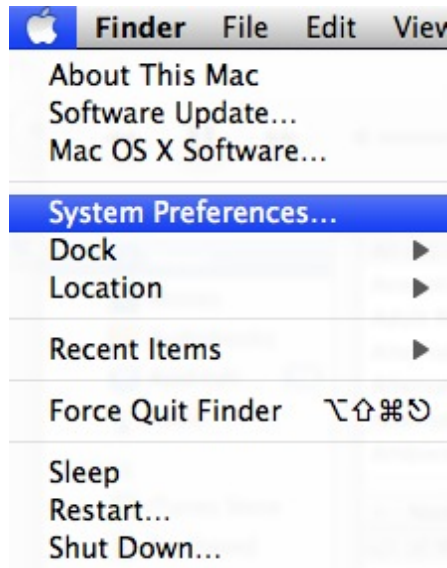 Finder File Edit View
About This Mac
Software Update...
Mac OS X Software...
System Preferences...
Dock
Location
Recent Items
Force Quit Finder ⌥⇧⌘⎋
Sleep
Restart...
Shut Down...